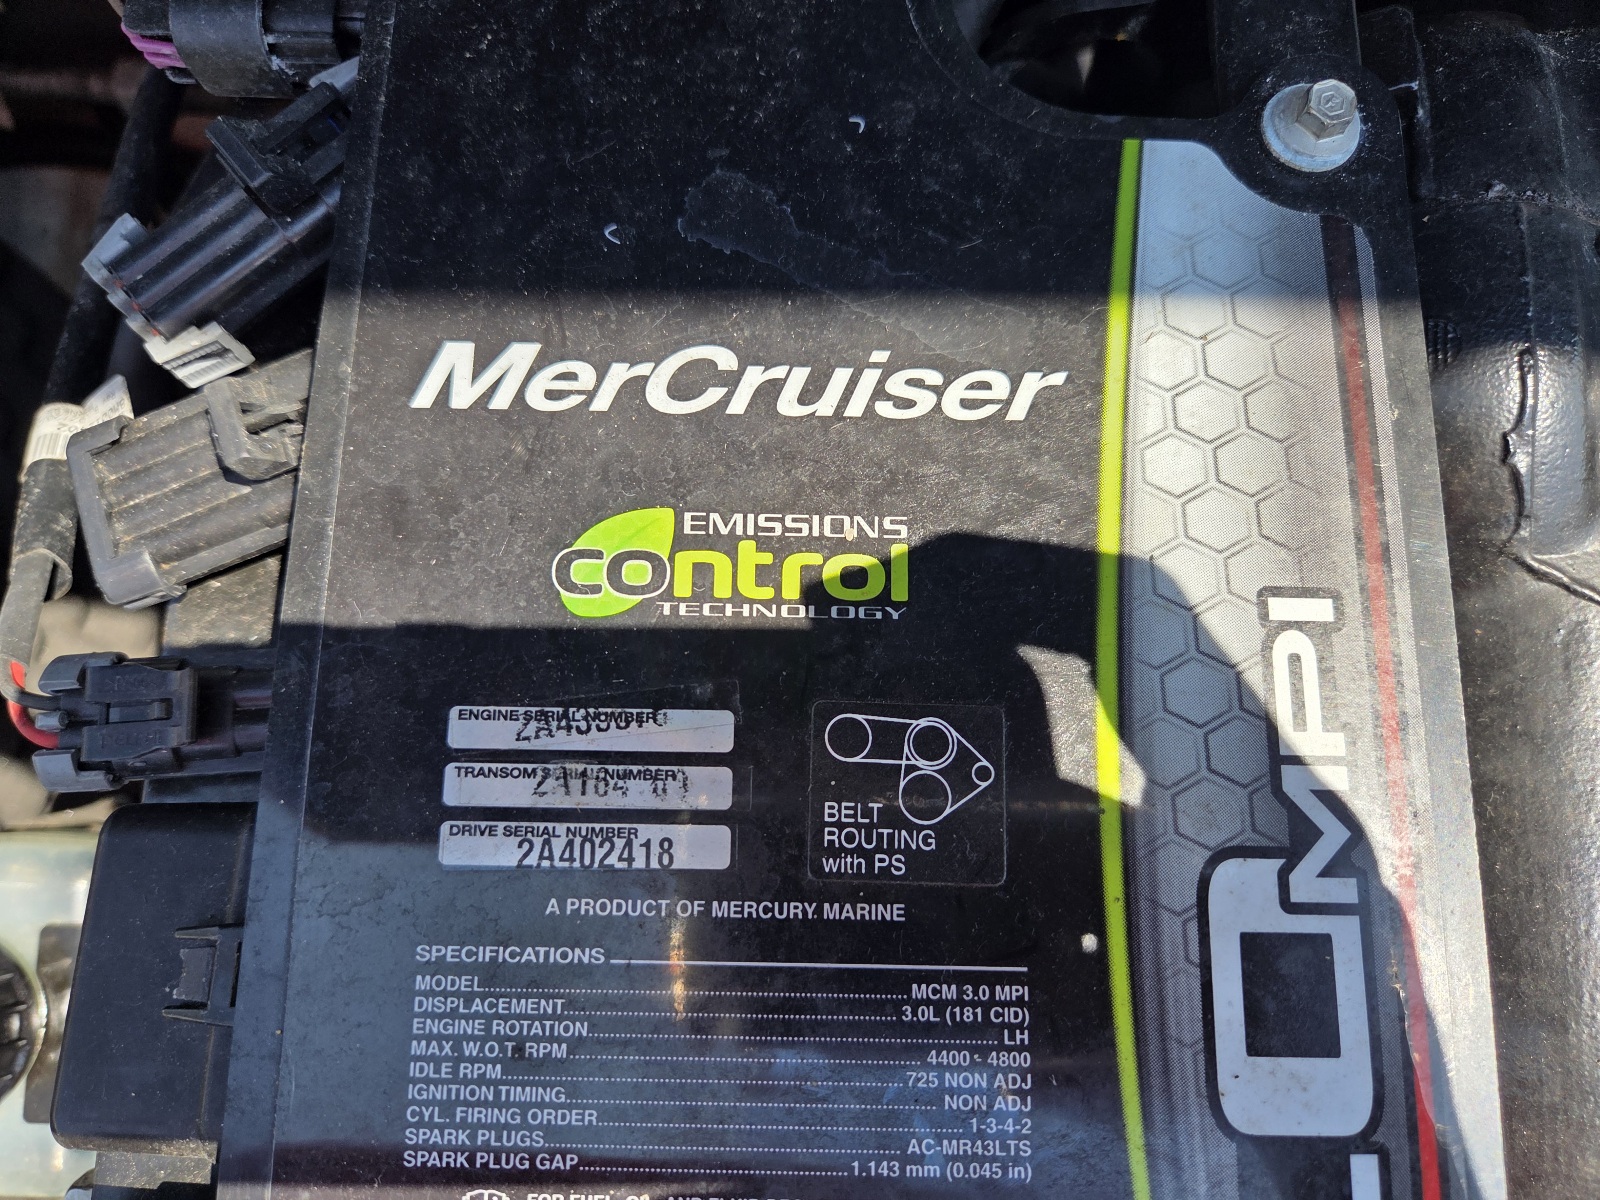 MerCruiser
EMISSIONS
control
TECHNOLOGY
ENGINE SERIAL NUMBER
TRANSOM SERIAL NUMBER
DRIVE SERIAL NUMBER
2A402418
BELT
ROUTING
with PS
A PRODUCT OF MERCURY MARINE
SPECIFICATIONS
MODEL MCM 3.0 MPI
DISPLACEMENT 3.0L (181 CID)
ENGINE ROTATION LH
MAX. W.O.T. RPM 4400 - 4800
IDLE RPM 725 NON ADJ
IGNITION TIMING NON ADJ
CYL. FIRING ORDER 1-3-4-2
SPARK PLUGS AC-MR43LTS
SPARK PLUG GAP 1.143 mm (0.045 in)
MPI